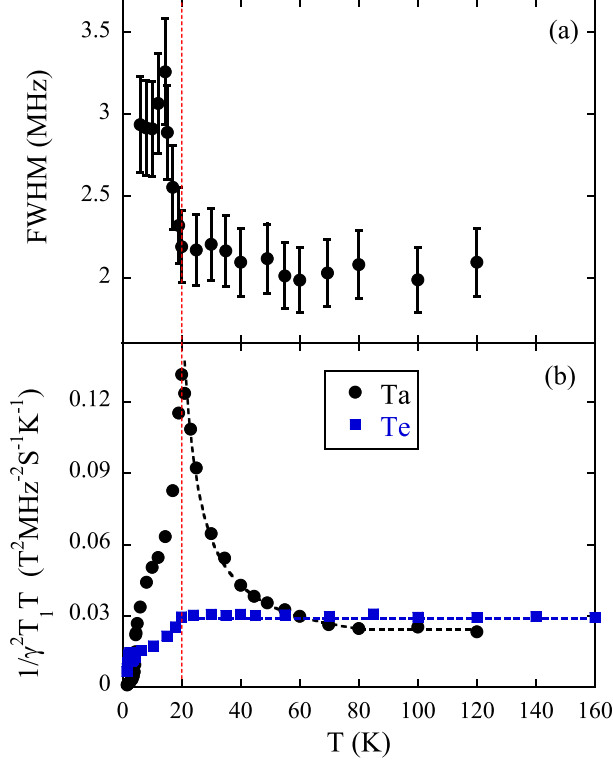 (a)
3.5
3
2.5
2
FWHM (MHz)
(b)
Ta
Te
0.12
0.09
0.06
0.03
0
1/γ²T₁T (T²MHz⁻²S⁻¹K⁻¹)
0 20 40 60 80 100 120 140 160
T (K)